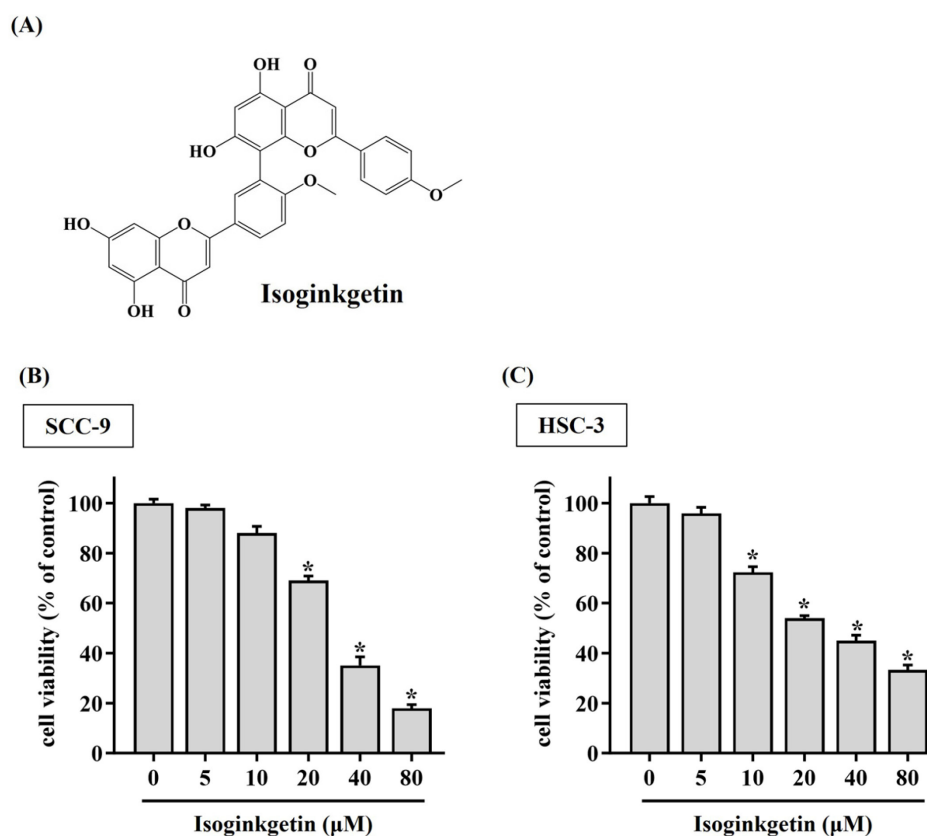 (A)
OH
O
HO
O
O
O
HO
O
OH
O
Isoginkgetin
(B)
SCC-9
cell viability (% of control)
100
80
60
40
20
0
*
*
*
0 5 10 20 40 80
Isoginkgetin (μM)
(C)
HSC-3
cell viability (% of control)
100
80
60
40
20
0
*
*
*
*
0 5 10 20 40 80
Isoginkgetin (μM)